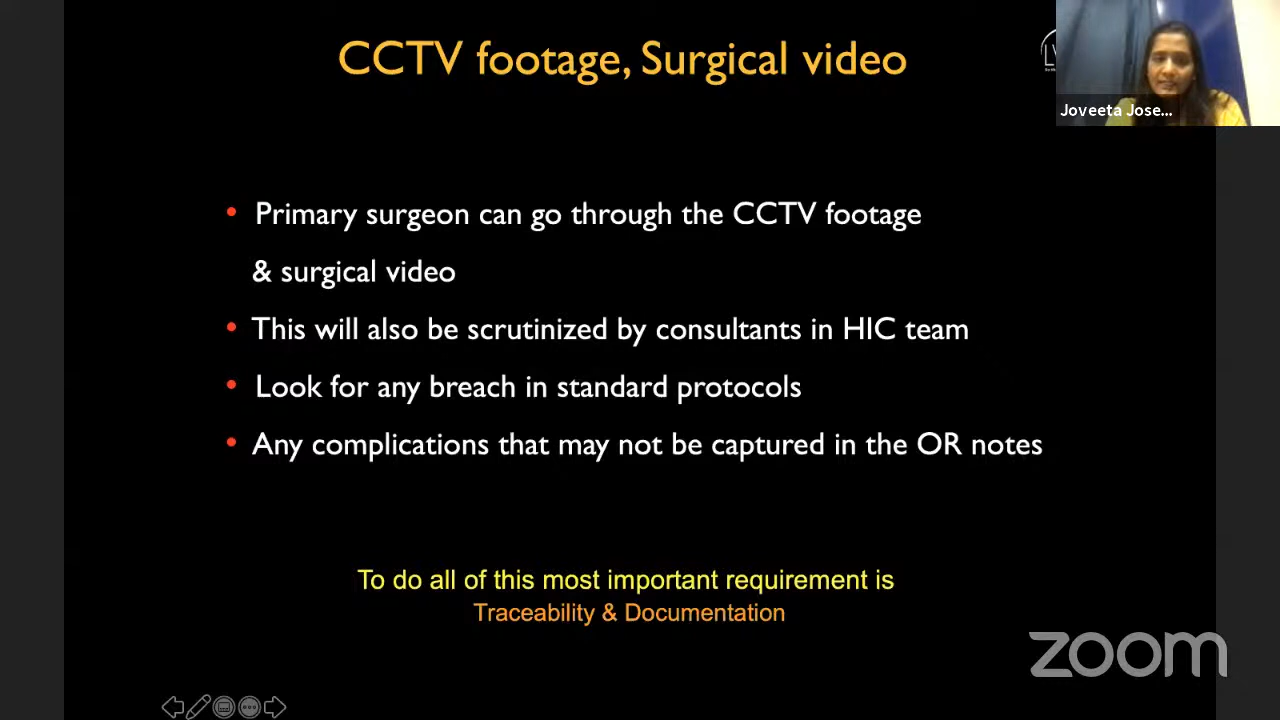 CCTV footage, Surgical video
Joveeta Jose...
• Primary surgeon can go through the CCTV footage
& surgical video
• This will also be scrutinized by consultants in HIC team
• Look for any breach in standard protocols
• Any complications that may not be captured in the OR notes
To do all of this most important requirement is
Traceability & Documentation
zoom